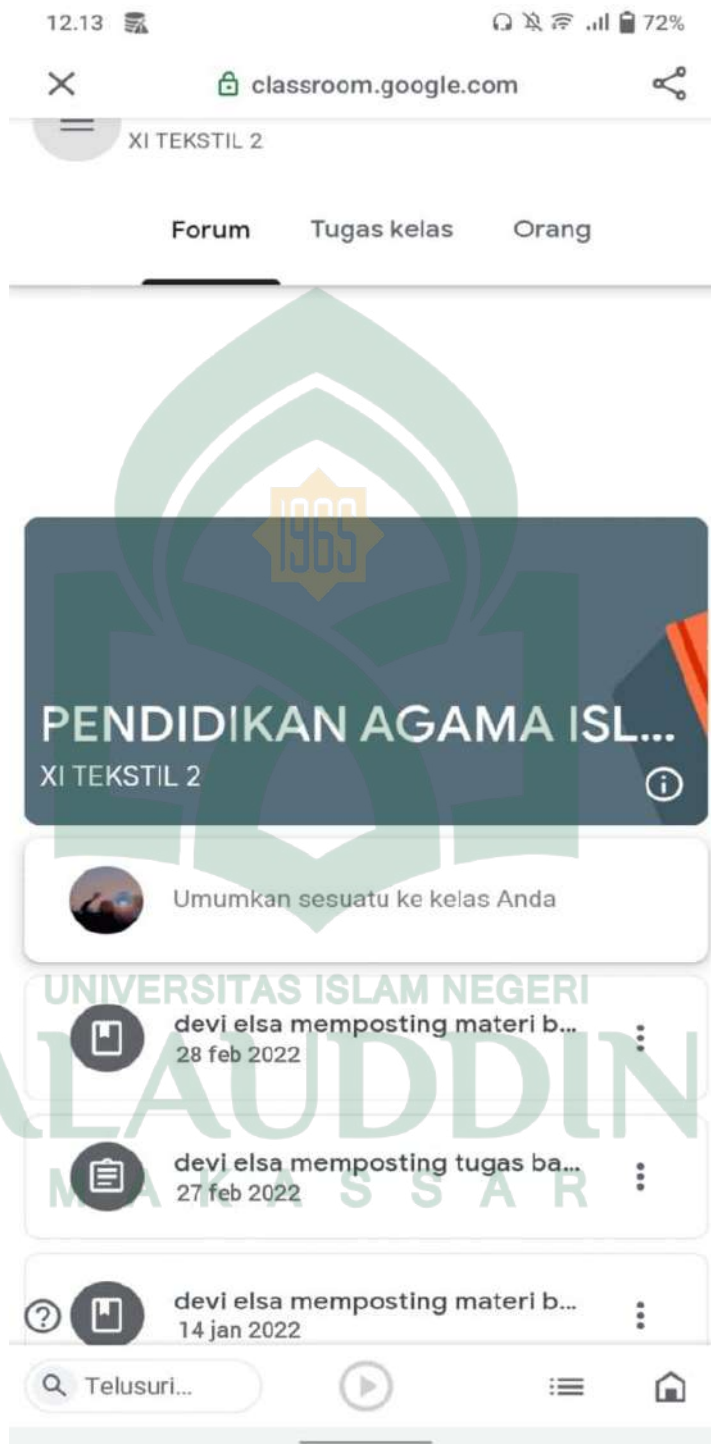 12.13
72%
classroom.google.com
XI TEKSTIL 2
Forum Tugas kelas Orang
1965
PENDIDIKAN AGAMA ISL...
XI TEKSTIL 2
Umumkan sesuatu ke kelas Anda
UNIVERSITAS ISLAM NEGERI
devi elsa memposting materi b...
28 feb 2022
ALAUDDIN
devi elsa memposting tugas ba...
27 feb 2022
MAKASSAR
devi elsa memposting materi b...
14 jan 2022
Telusuri...